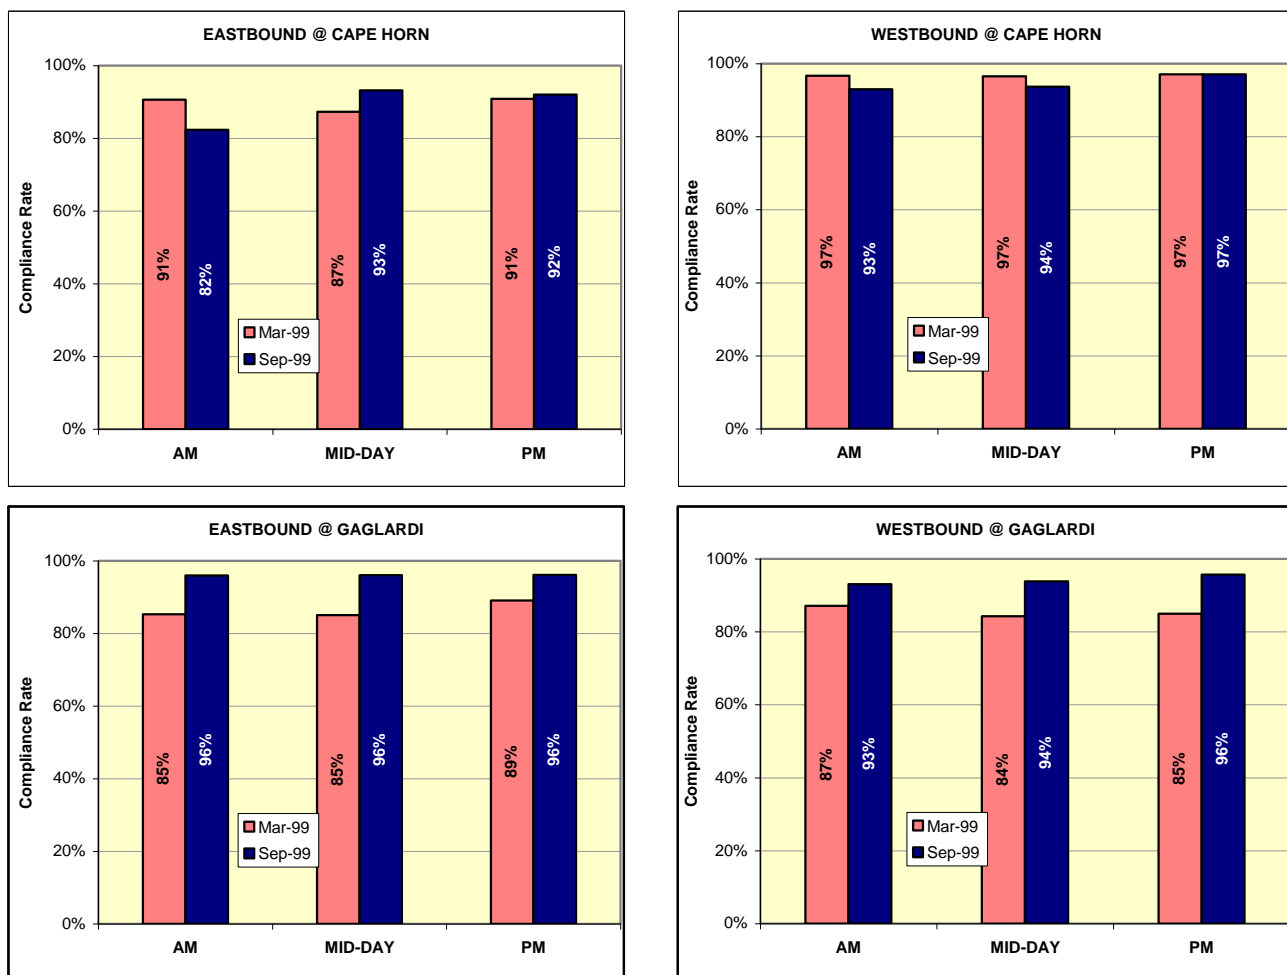 EASTBOUND @ CAPE HORN
100%
80%
60%
40%
20%
0%
Compliance Rate
91%
82%
87%
93%
91%
92%
Mar-99
Sep-99
AM MID-DAY PM
WESTBOUND @ CAPE HORN
100%
80%
60%
40%
20%
0%
Compliance Rate
97%
93%
97%
94%
97%
97%
Mar-99
Sep-99
AM MID-DAY PM
EASTBOUND @ GAGLARDI
100%
80%
60%
40%
20%
0%
Compliance Rate
85%
96%
85%
96%
89%
96%
Mar-99
Sep-99
AM MID-DAY PM
WESTBOUND @ GAGLARDI
100%
80%
60%
40%
20%
0%
Compliance Rate
87%
93%
84%
94%
85%
96%
Mar-99
Sep-99
AM MID-DAY PM